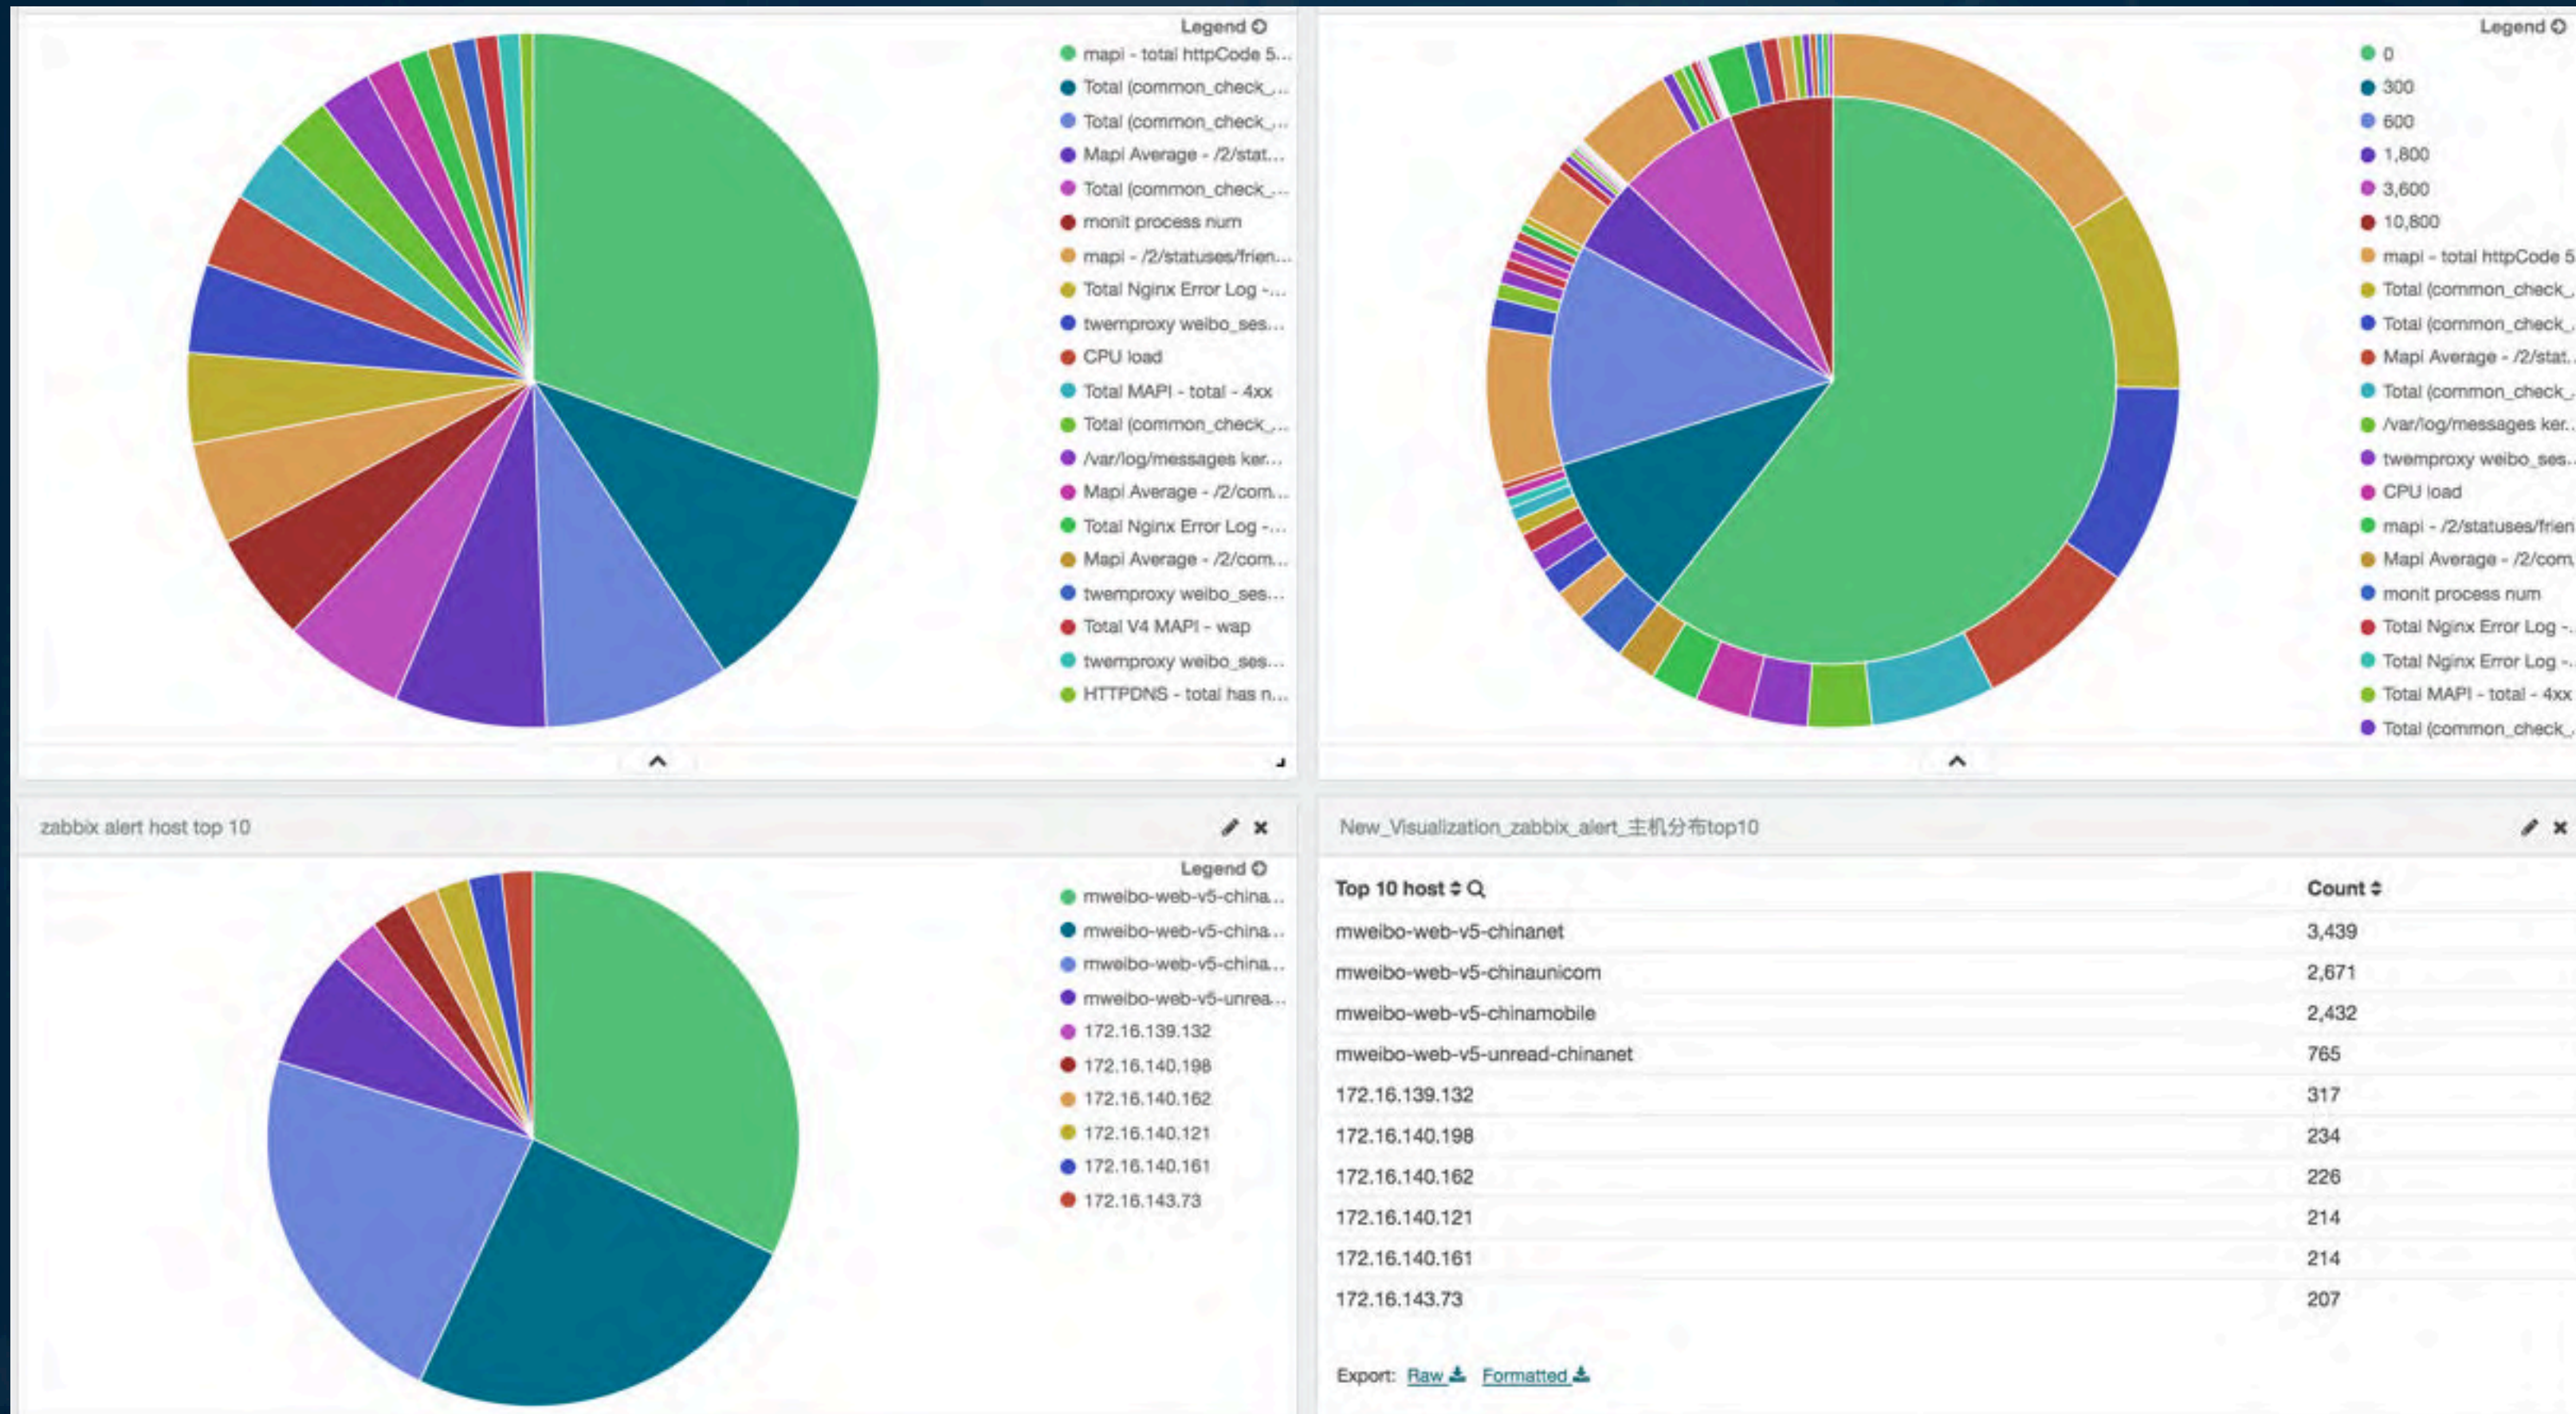 Legend
mapi - total httpCode 5...
Total (common_check_...
Total (common_check_...
Mapi Average - /2/stat...
Total (common_check_...
monit process num
mapi - /2/statuses/frien...
Total Nginx Error Log -...
twemproxy weibo_ses...
CPU load
Total MAPI - total - 4xx
Total (common_check_...
/var/log/messages ker...
Mapi Average - /2/com...
Total Nginx Error Log -...
Mapi Average - /2/com...
twemproxy weibo_ses...
Total V4 MAPI - wap
twemproxy weibo_ses...
HTTPDNS - total has n...
Legend
0
300
600
1,800
3,600
10,800
mapi - total httpCode 5
Total (common_check_.
Total (common_check_.
Mapi Average - /2/stat..
Total (common_check_.
/var/log/messages ker..
twemproxy weibo_ses..
CPU load
mapi - /2/statuses/frien
Mapi Average - /2/com.
monit process num
Total Nginx Error Log -..
Total Nginx Error Log -..
Total MAPI - total - 4xx
Total (common_check_.
zabbix alert host top 10
Legend
mweibo-web-v5-china...
mweibo-web-v5-china...
mweibo-web-v5-china...
mweibo-web-v5-unrea...
172.16.139.132
172.16.140.198
172.16.140.162
172.16.140.121
172.16.140.161
172.16.143.73
New_Visualization_zabbix_alert_主机分布top10
Top 10 host Count
mweibo-web-v5-chinanet 3,439
mweibo-web-v5-chinaunicom 2,671
mweibo-web-v5-chinamobile 2,432
mweibo-web-v5-unread-chinanet 765
172.16.139.132 317
172.16.140.198 234
172.16.140.162 226
172.16.140.121 214
172.16.140.161 214
172.16.143.73 207
Export: Raw Formatted